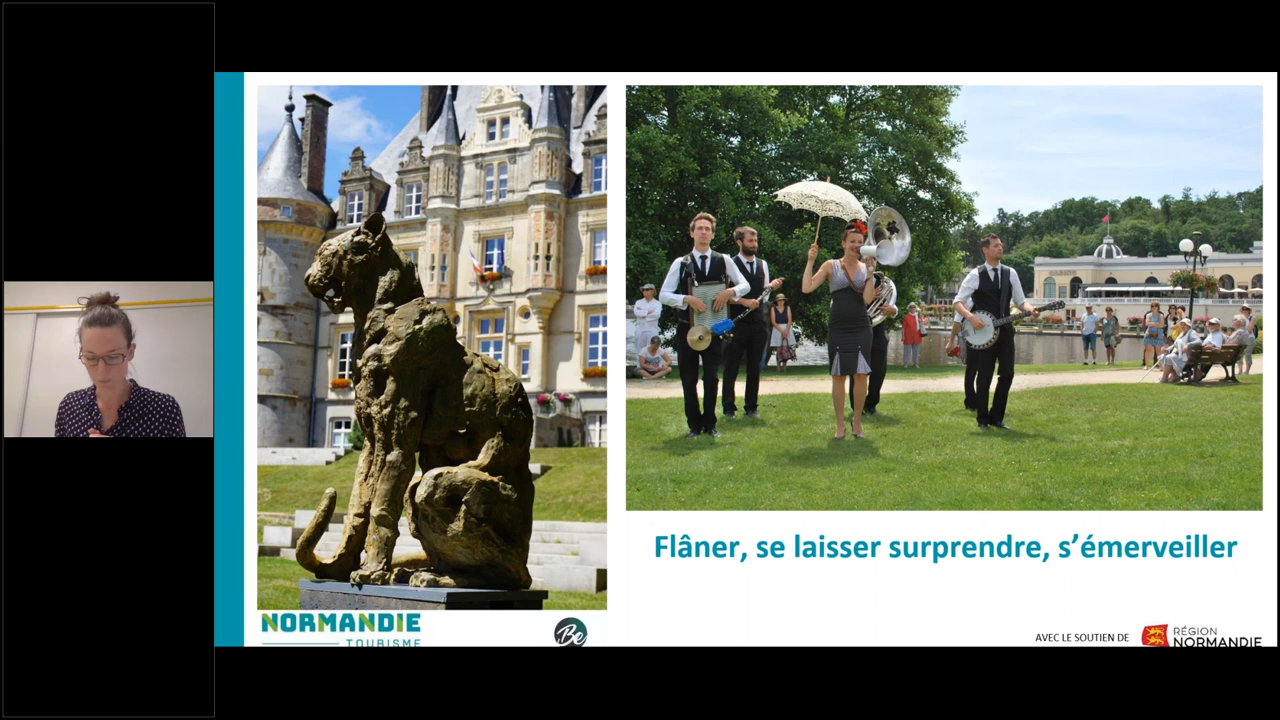 Flâner, se laisser surprendre, s’émerveiller
NORMANDIE
TOURISME
Be
AVEC LE SOUTIEN DE
RÉGION
NORMANDIE